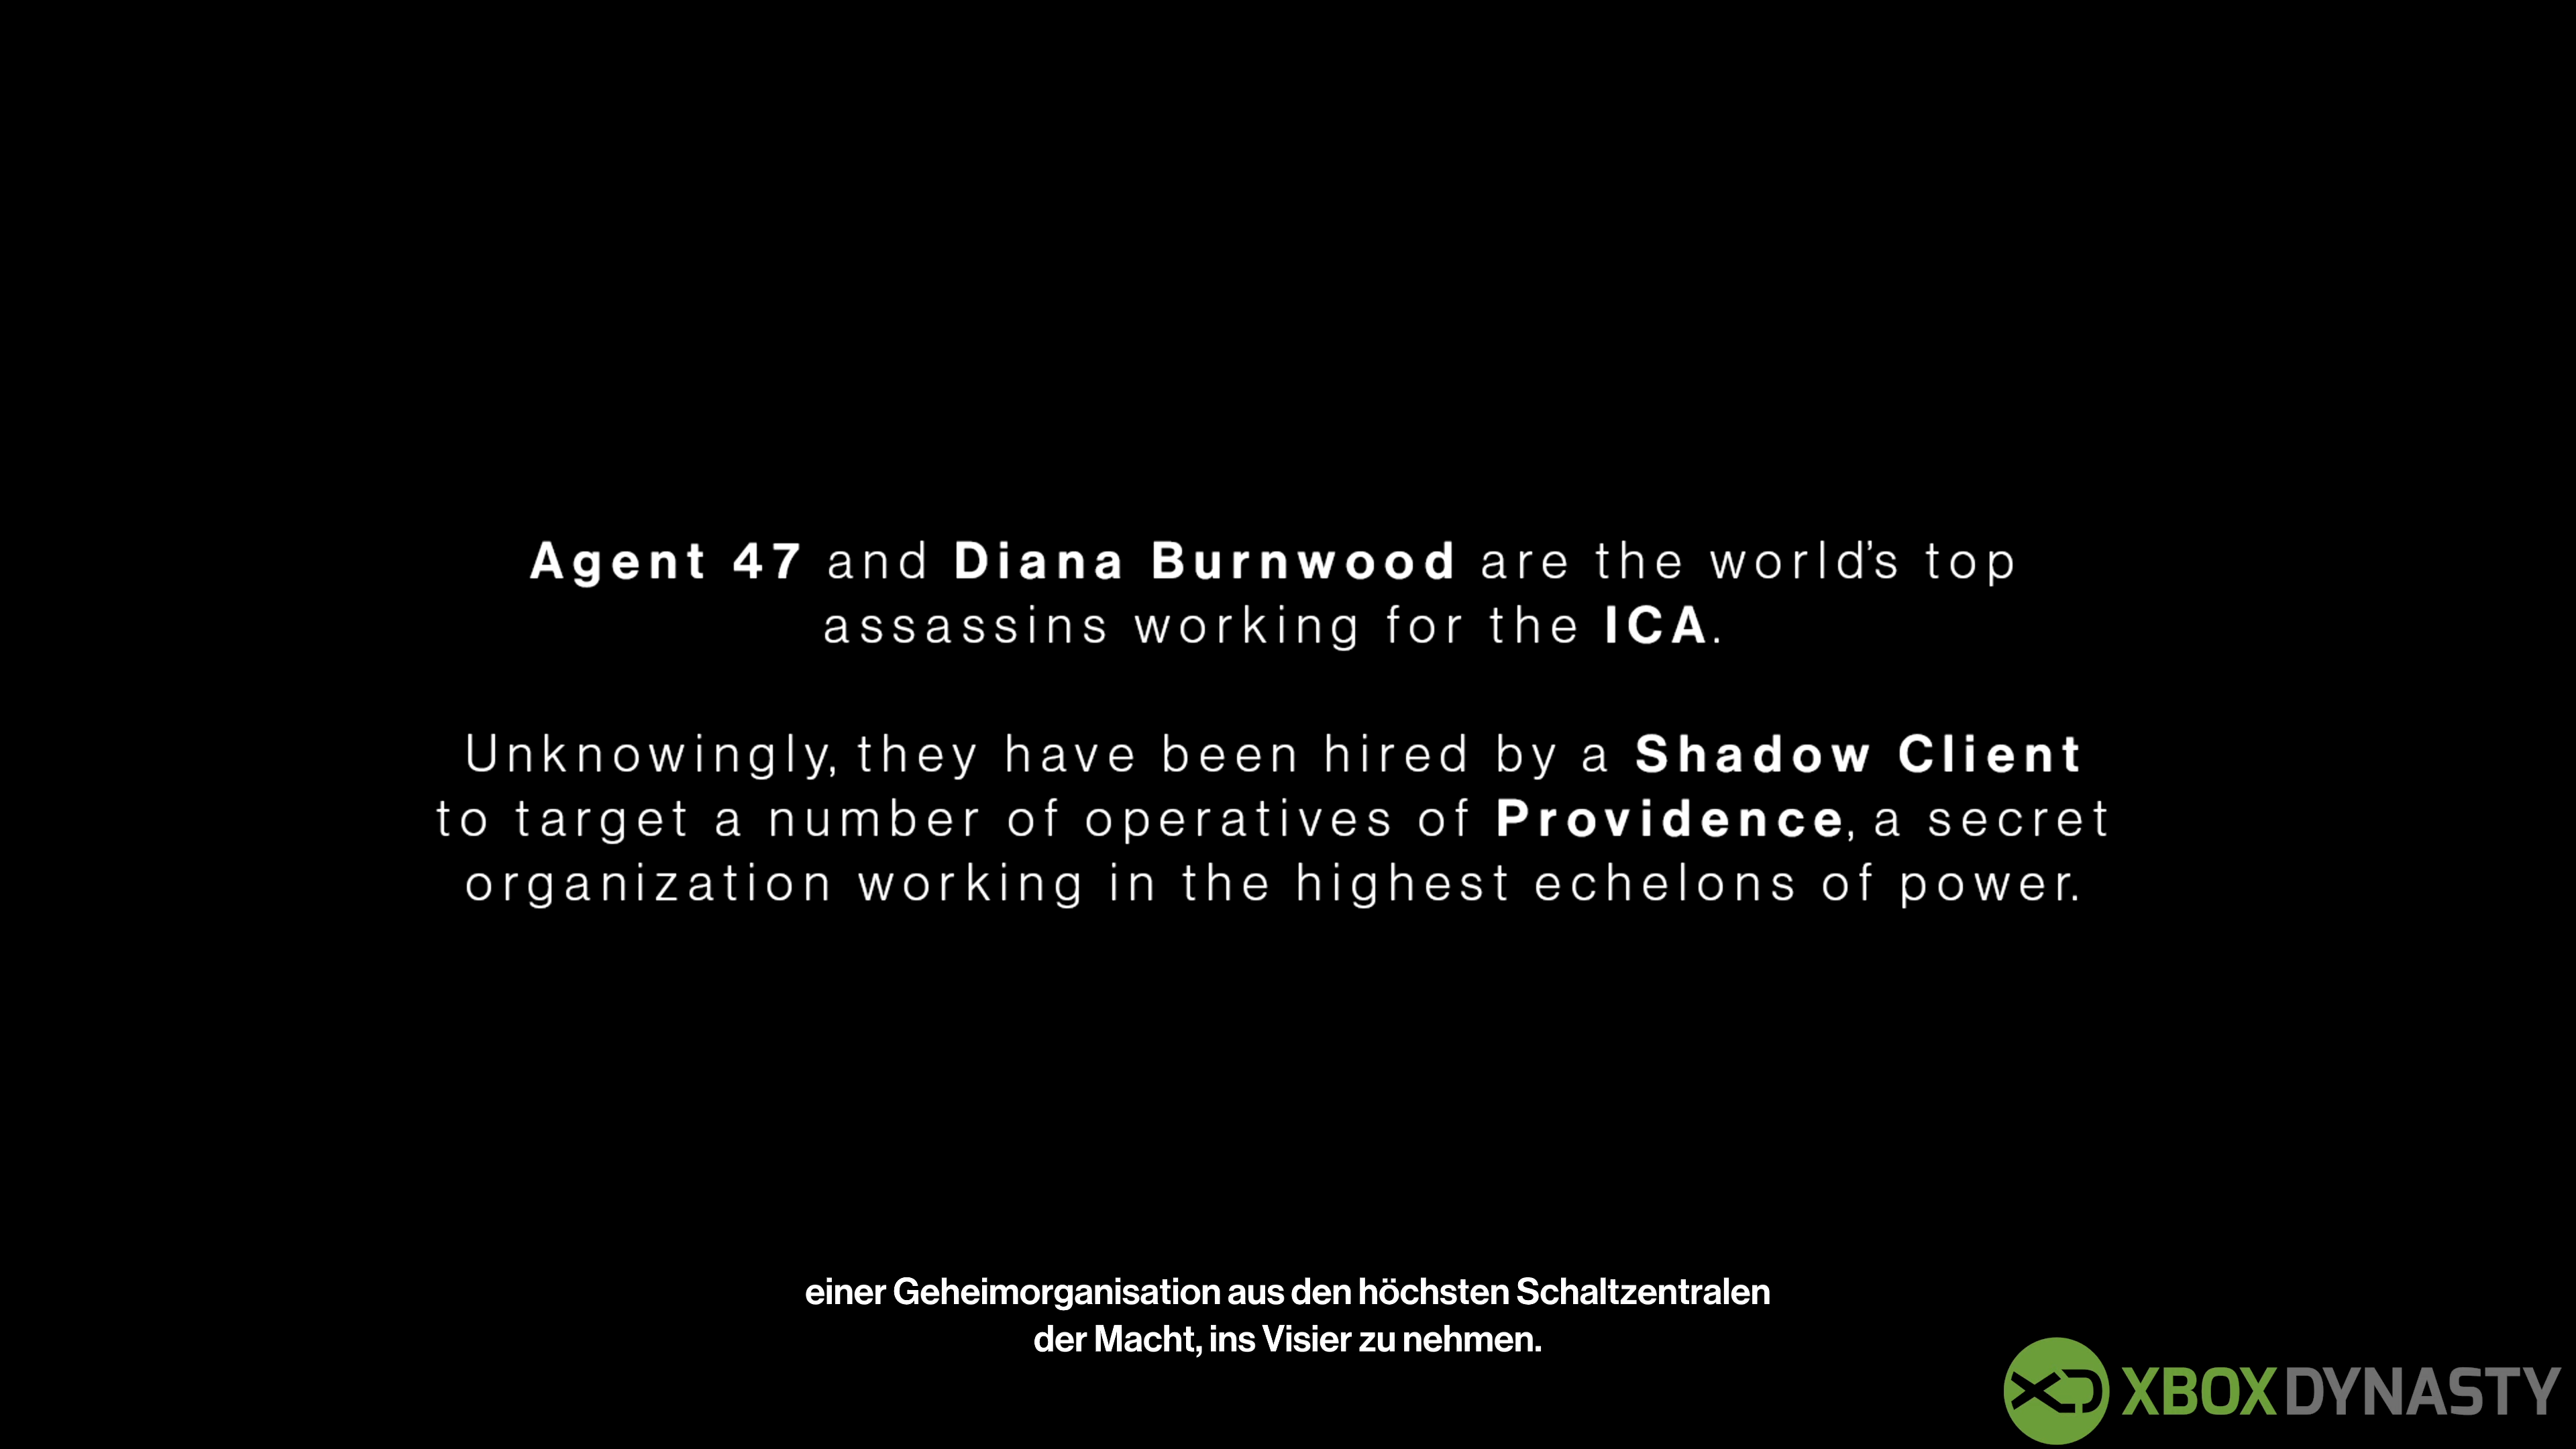 Agent 47 and Diana Burnwood are the world’s top
assassins working for the ICA.
Unknowingly, they have been hired by a Shadow Client
to target a number of operatives of Providence, a secret
organization working in the highest echelons of power.
einer Geheimorganisation aus den höchsten Schaltzentralen
der Macht, ins Visier zu nehmen.
XD XBOXDYNASTY